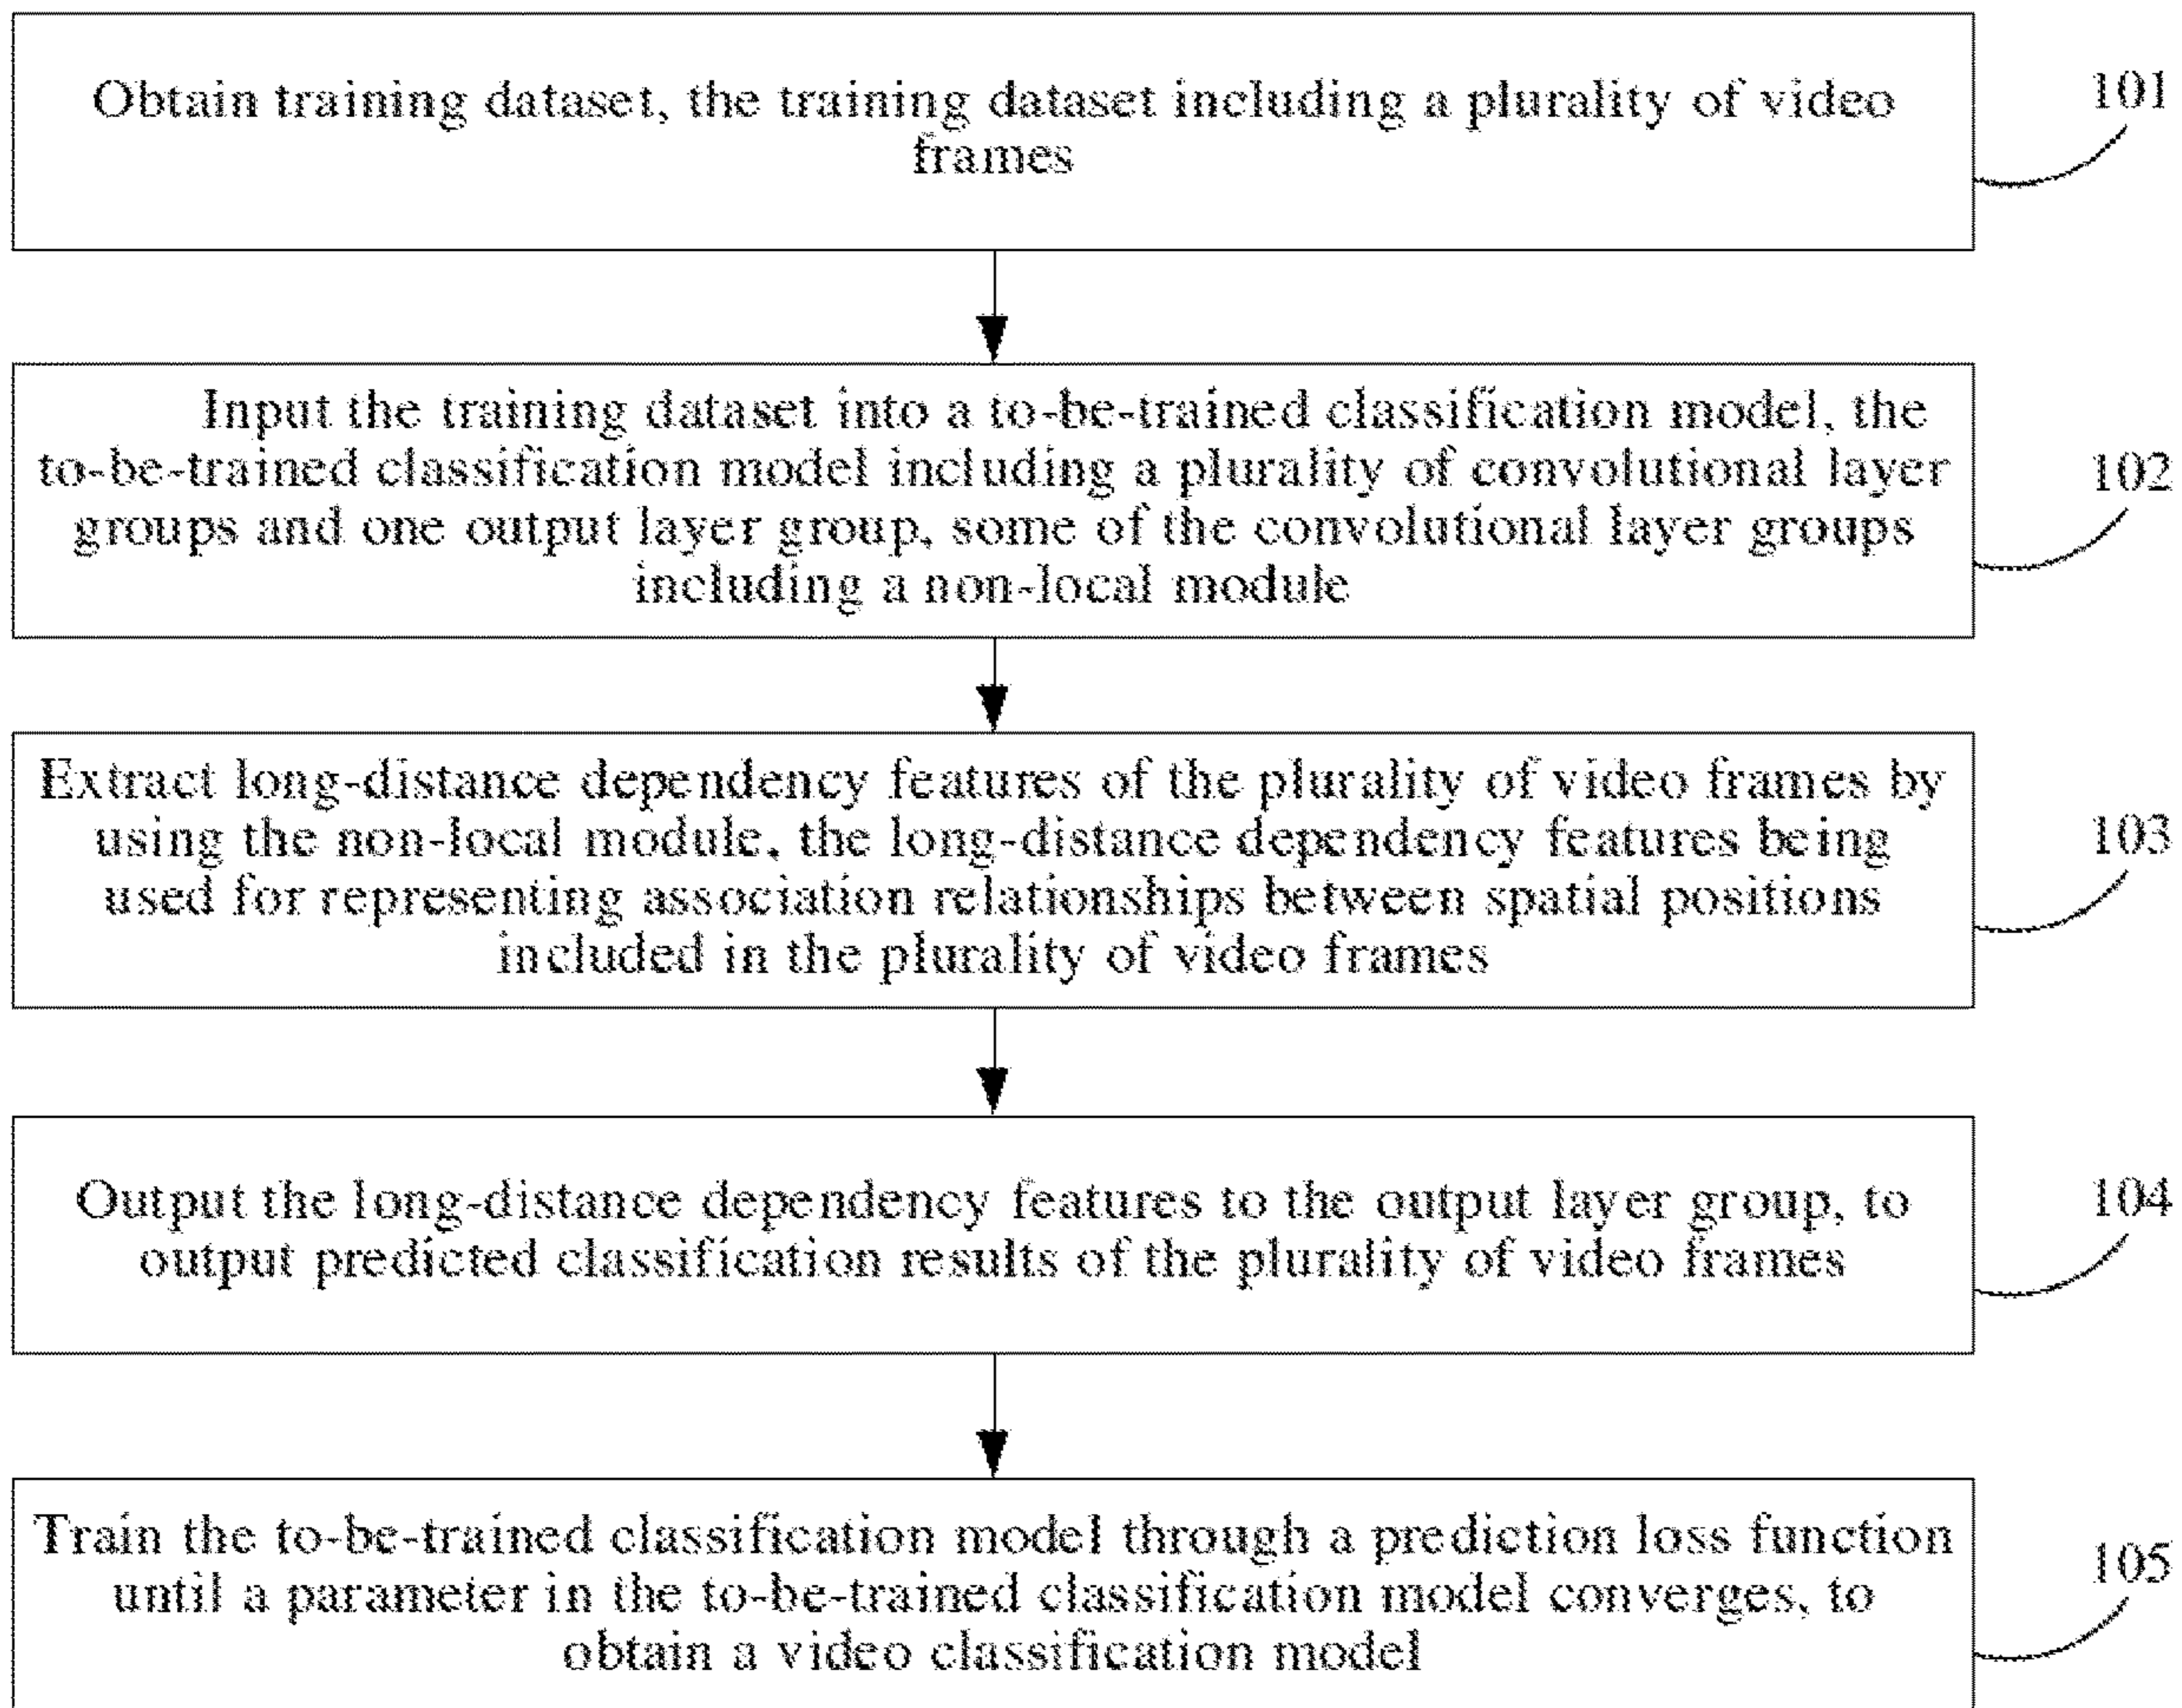 Obtain training dataset, the training dataset including a plurality of video
frames
101
Input the training dataset into a to-be-trained classification model, the
to-be-trained classification model including a plurality of convolutional layer
groups and one output layer group, some of the convolutional layer groups
including a non-local module
102
Extract long-distance dependency features of the plurality of video frames by
using the non-local module, the long-distance dependency features being
used for representing association relationships between spatial positions
included in the plurality of video frames
103
Output the long-distance dependency features to the output layer group, to
output predicted classification results of the plurality of video frames
104
Train the to-be-trained classification model through a prediction loss function
until a parameter in the to-be-trained classification model converges, to
obtain a video classification model
105